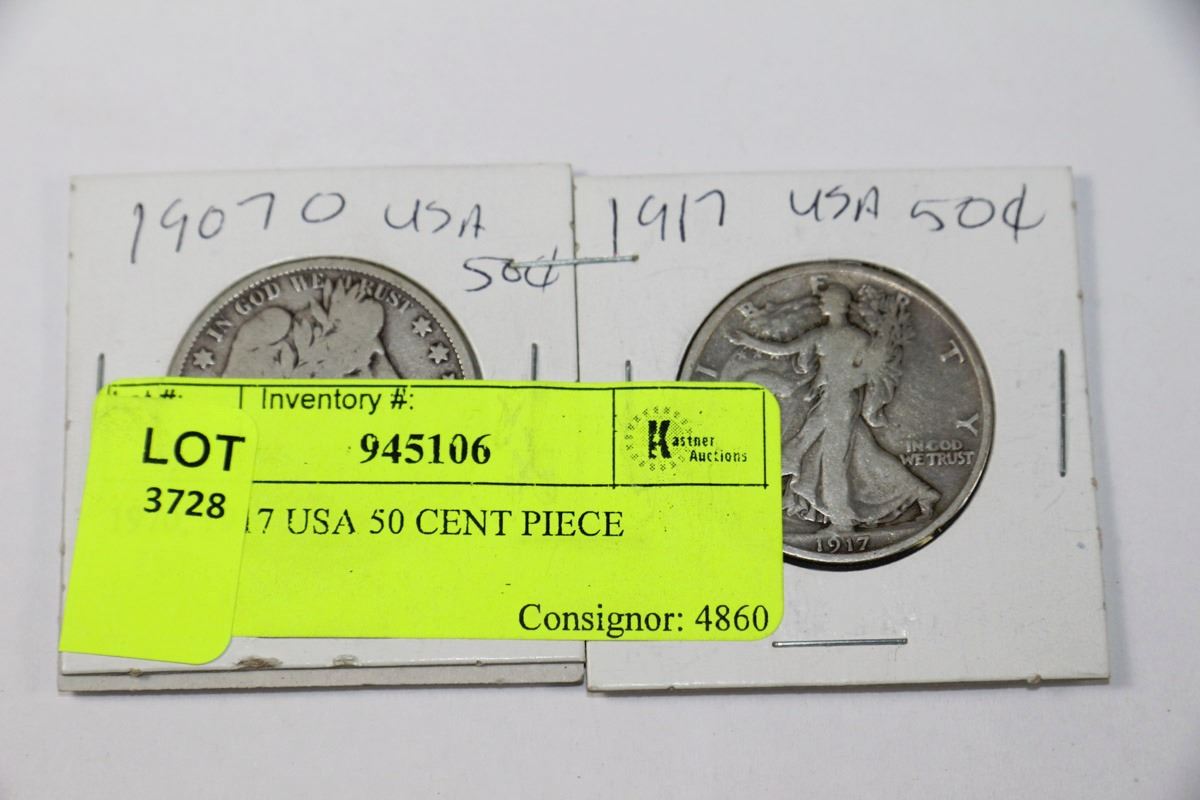 1907 O USA
50¢
1917 USA 50¢
IN GOD WE TRUST
LIBERTY
IN GOD
WE TRUST
1917
Inventory #:
945106
Kastner
Auctions
LOT
3728
17 USA 50 CENT PIECE
Consignor: 4860